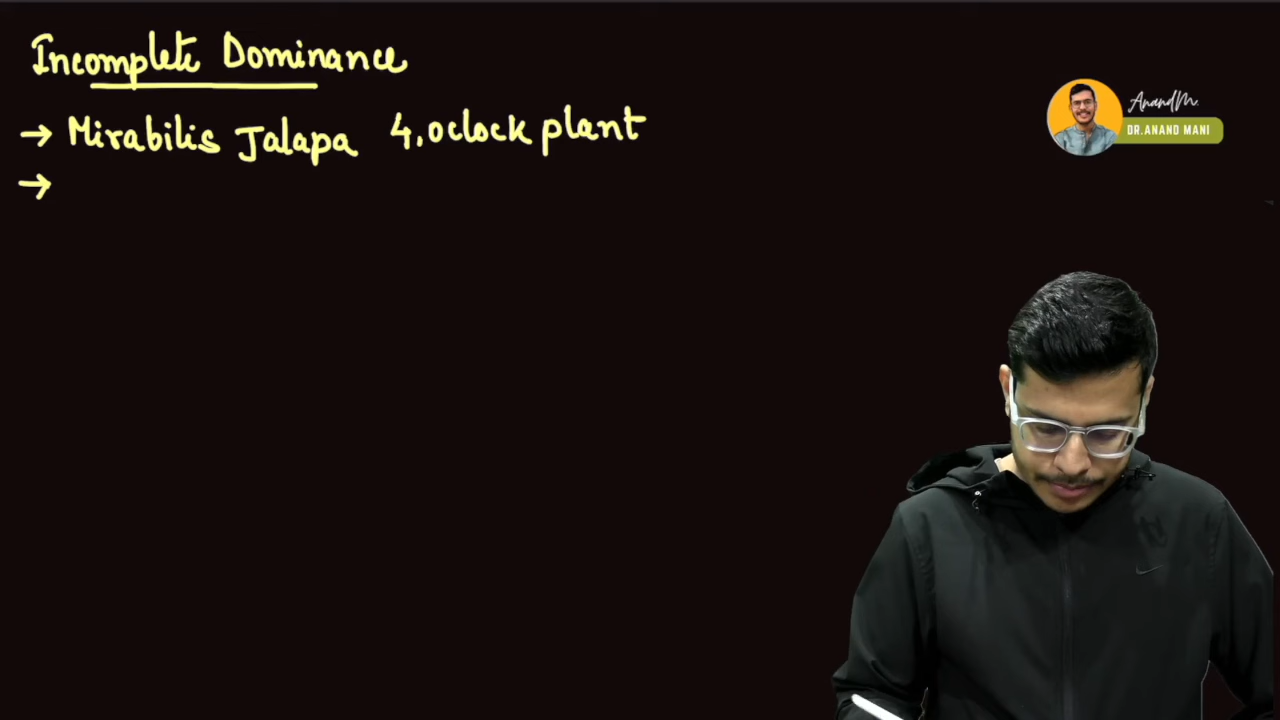 Incomplete Dominance
→ Mirabilis Jalapa 4.oclock plant
→
AnandM.
DR.ANAND MANI